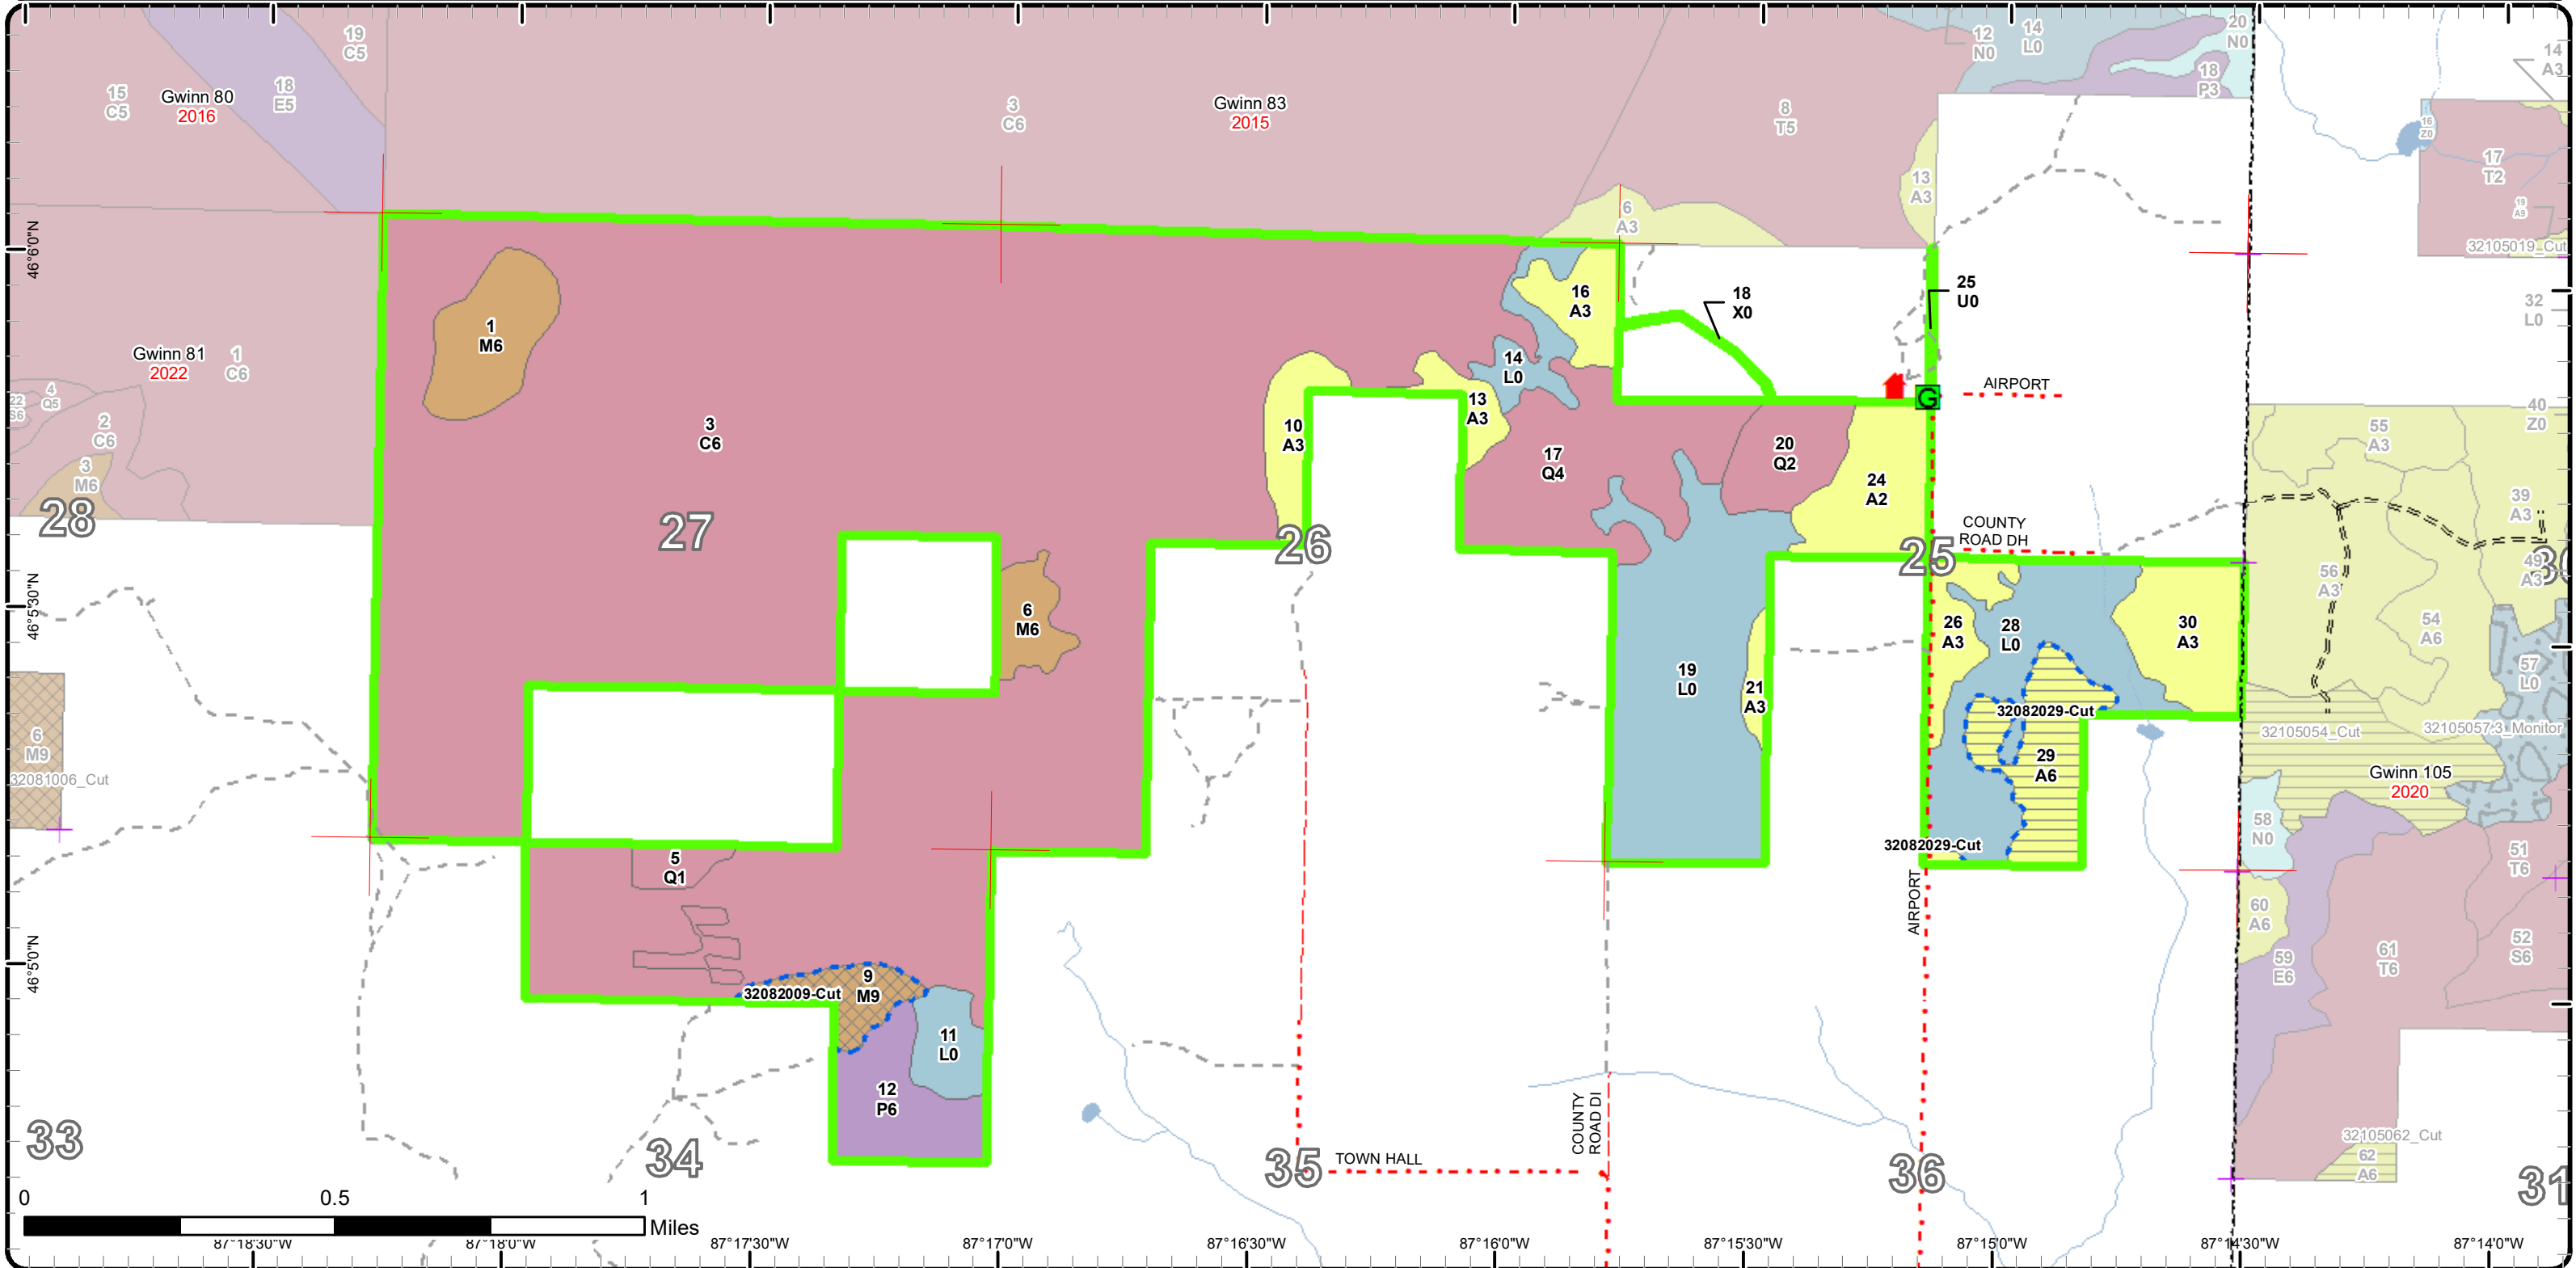 19
C5
15
C5
Gwinn 80
2016
18
E5
3
C6
Gwinn 83
2015
8
T5
12
N0
14
L0
20
N0
18
P3
14
A3
16
Z0
17
T2
19
A9
32105019_Cut
13
A3
6
A3
46°6'0"N
1
M6
16
A3
18
X0
25
U0
32
L0
Gwinn 81
2022
1
C6
4
Q5
22
S6
2
C6
3
M6
28
3
C6
27
10
A3
13
A3
14
L0
17
Q4
20
Q2
24
A2
G
AIRPORT
40
Z0
55
A3
39
A3
26
25
COUNTY
ROAD DH
56
A3
49
A3
30
54
A6
57
L0
46°5'30"N
6
M6
19
L0
21
A3
26
A3
28
L0
30
A3
32082029-Cut
29
A6
32082029-Cut
6
M9
32081006_Cut
32105054_Cut
32105057:3_Monitor
Gwinn 105
2020
58
N0
51
T6
60
A6
59
E6
61
T6
52
S6
5
Q1
46°5'0"N
32082009-Cut
9
M9
11
L0
12
P6
AIRPORT
COUNTY
ROAD DI
TOWN HALL
33
34
35
36
31
32105062_Cut
62
A6
0 0.5 1
Miles
87°18'30"W 87°18'0"W 87°17'30"W 87°17'0"W 87°16'30"W 87°16'0"W 87°15'30"W 87°15'0"W 87°14'30"W 87°14'0"W